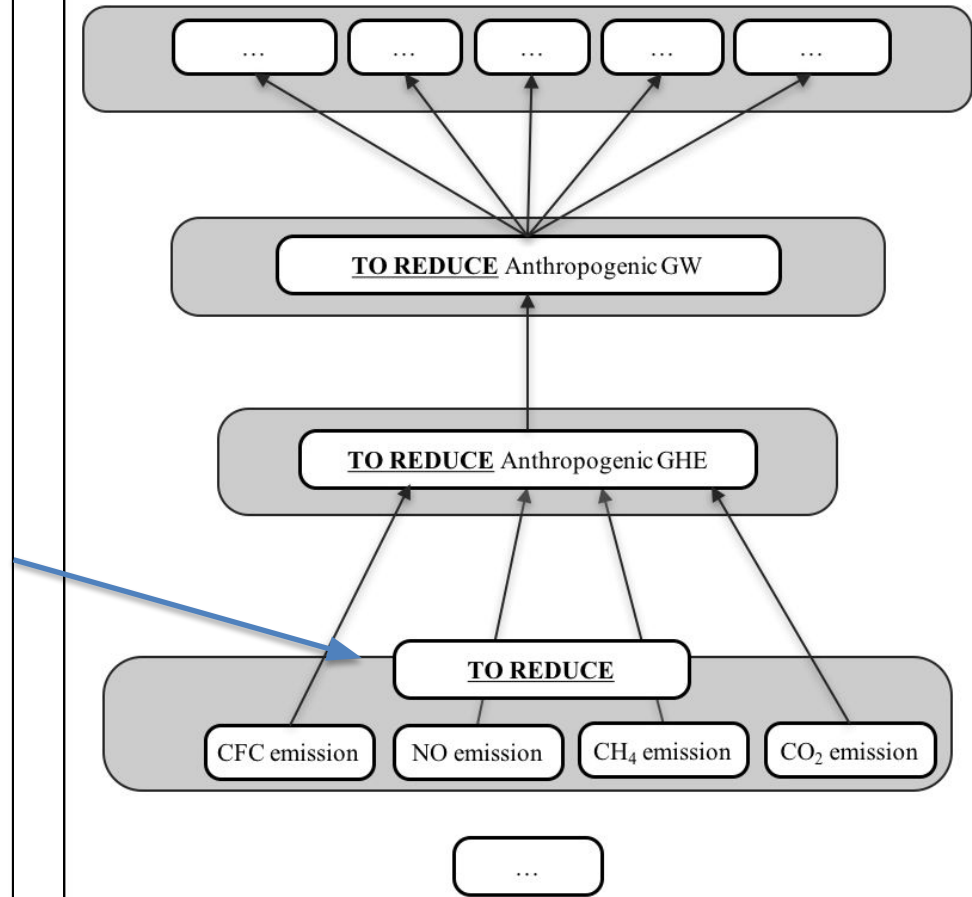 … … … … …
TO REDUCE Anthropogenic GW
TO REDUCE Anthropogenic GHE
TO REDUCE
CFC emission NO emission CH₄ emission CO₂ emission
…